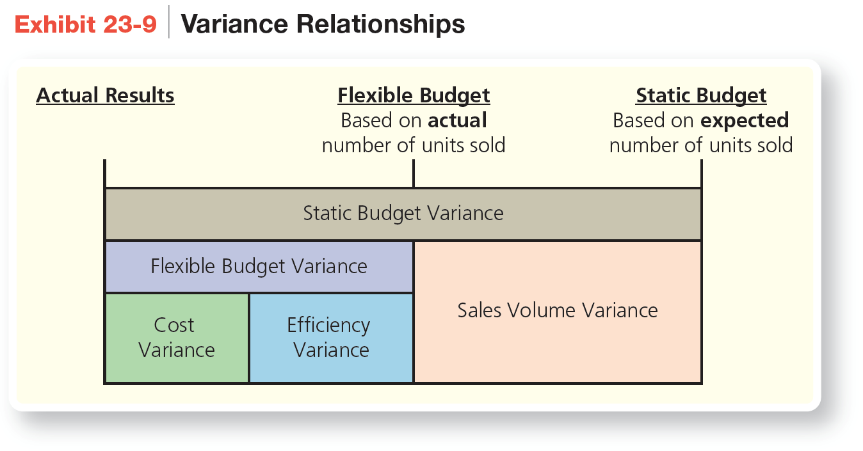 Exhibit 23-9 Variance Relationships
Actual Results
Flexible Budget
Based on actual
number of units sold
Static Budget
Based on expected
number of units sold
Static Budget Variance
Flexible Budget Variance
Cost
Variance
Efficiency
Variance
Sales Volume Variance